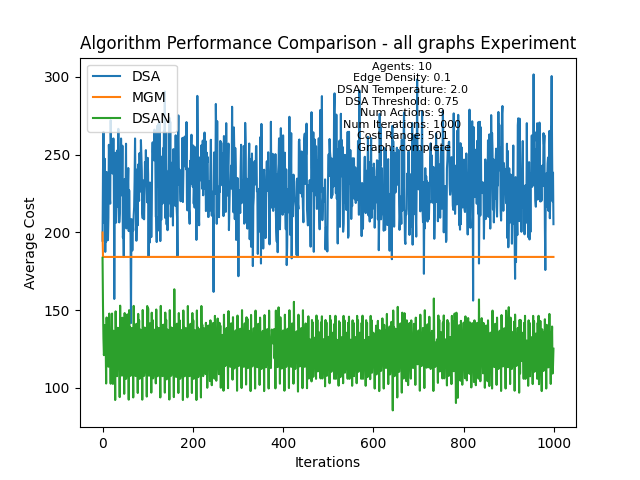 Algorithm Performance Comparison - all graphs Experiment
DSA
MGM
DSAN
Agents: 10
Edge Density: 0.1
DSAN Temperature: 2.0
DSA Threshold: 0.75
Num Actions: 9
Num Iterations: 1000
Cost Range: 501
Graph: complete
Average Cost
300
250
200
150
100
0
200
400
600
800
1000
Iterations